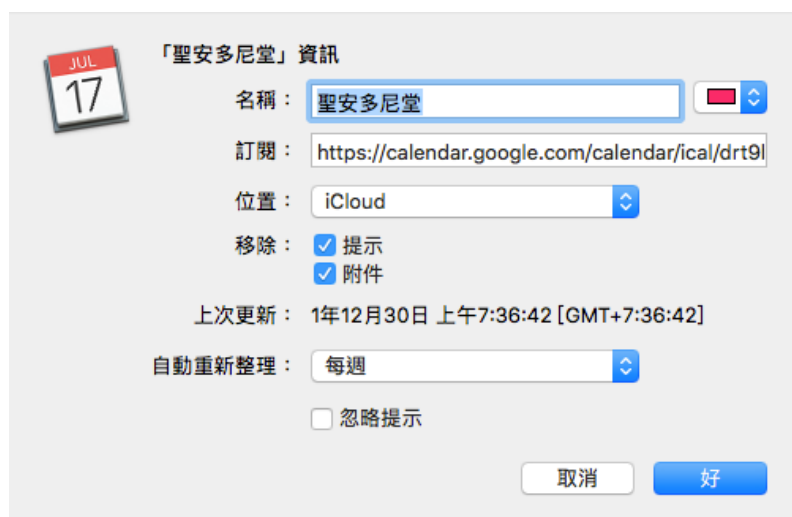 JUL
17
「聖安多尼堂」資訊
名稱：聖安多尼堂
訂閱：https://calendar.google.com/calendar/ical/drt9l
位置：iCloud
移除：提示
附件
上次更新：1年12月30日 上午7:36:42 [GMT+7:36:42]
自動重新整理：每週
忽略提示
取消 好